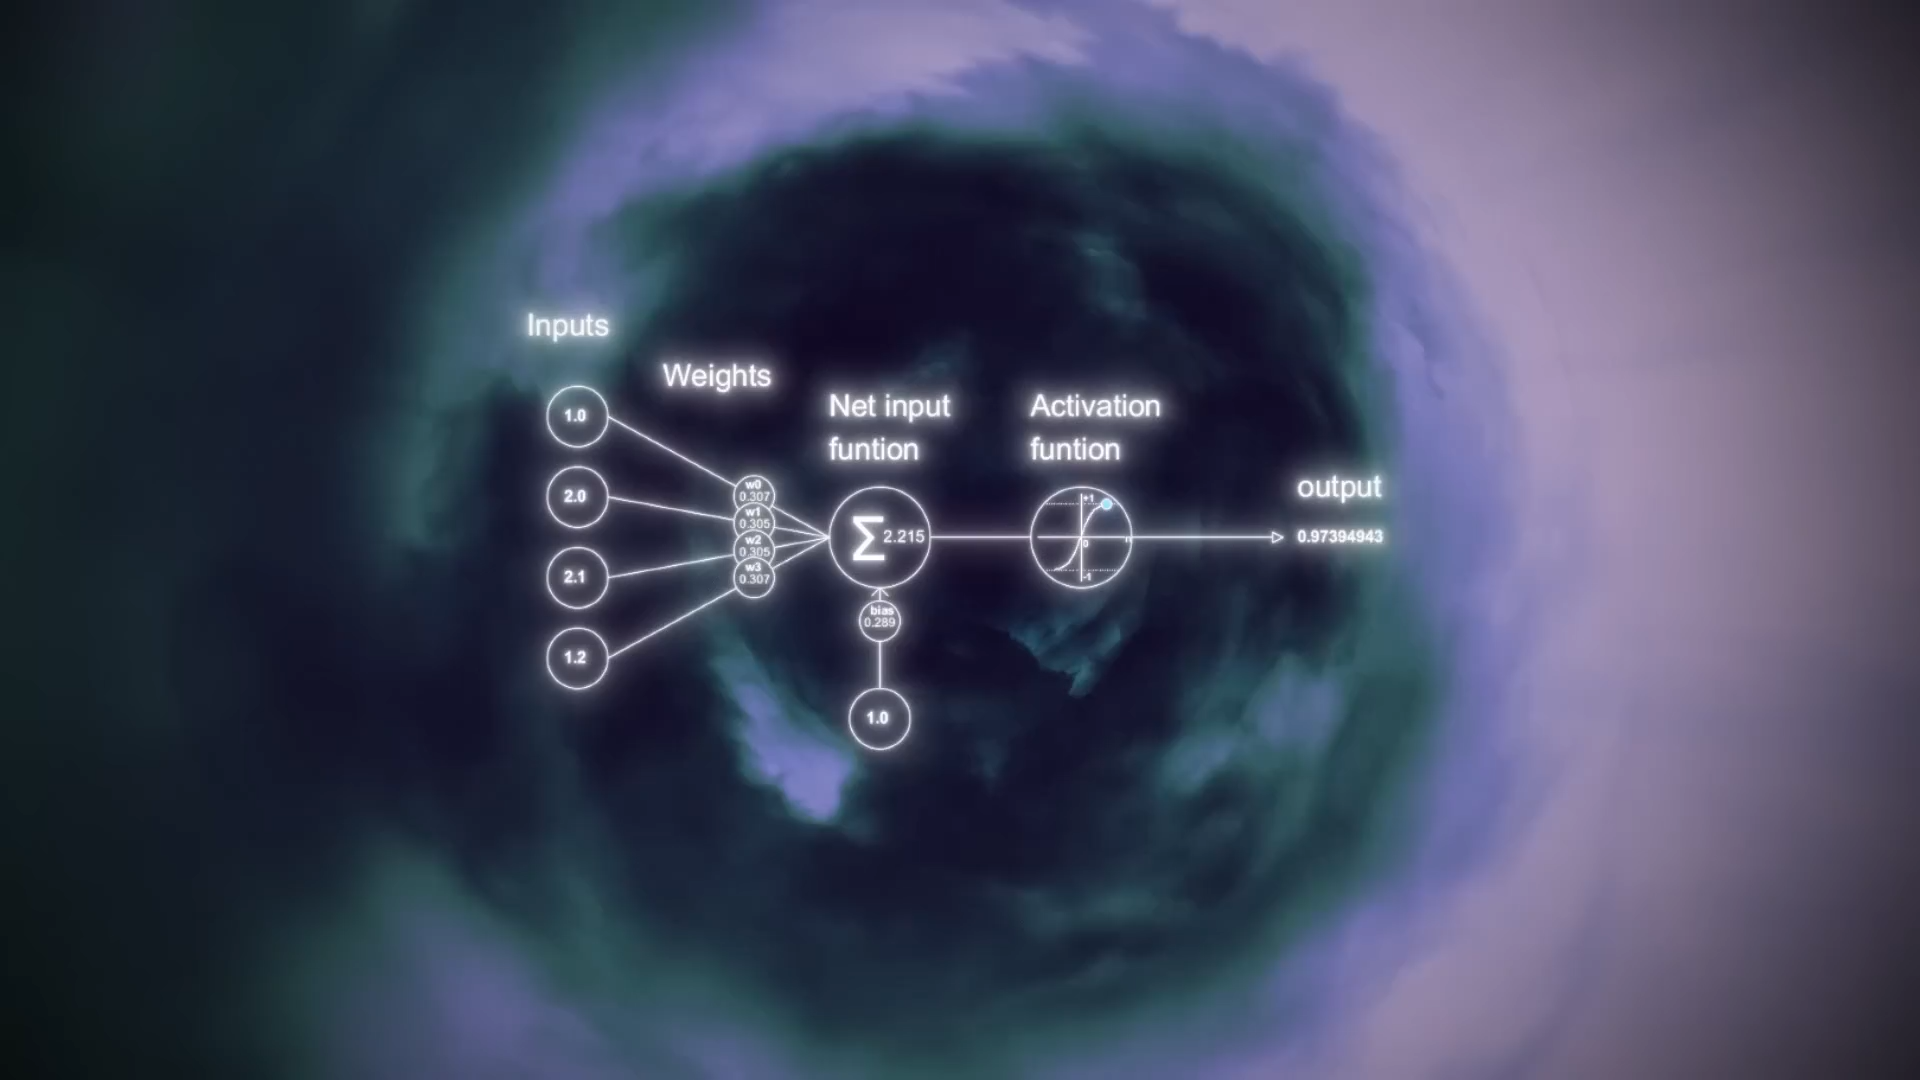 Inputs
Weights
Net input
funtion
Activation
funtion
output
1.0
2.0
2.1
1.2
w0
0.307
w1
0.305
w2
0.305
w3
0.307
Σ 2.215
bias
0.289
1.0
+1
0
-1
0.97394943